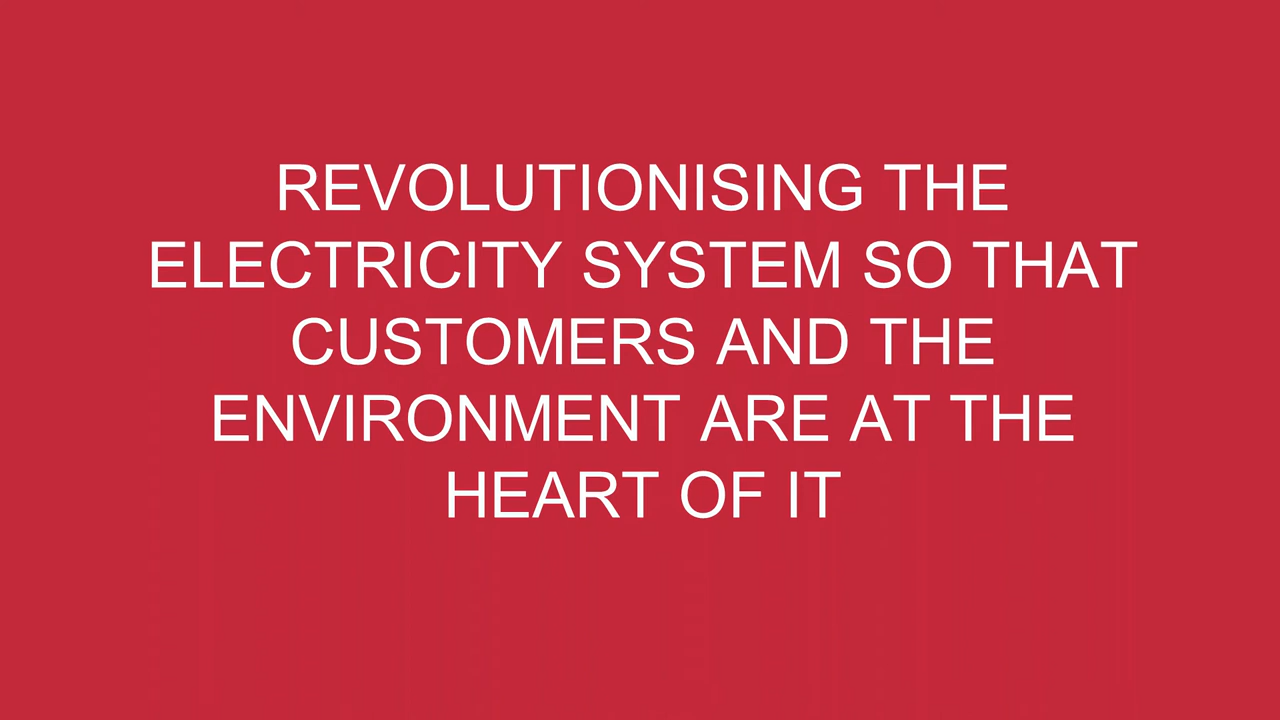 REVOLUTIONISING THE
ELECTRICITY SYSTEM SO THAT
CUSTOMERS AND THE
ENVIRONMENT ARE AT THE
HEART OF IT